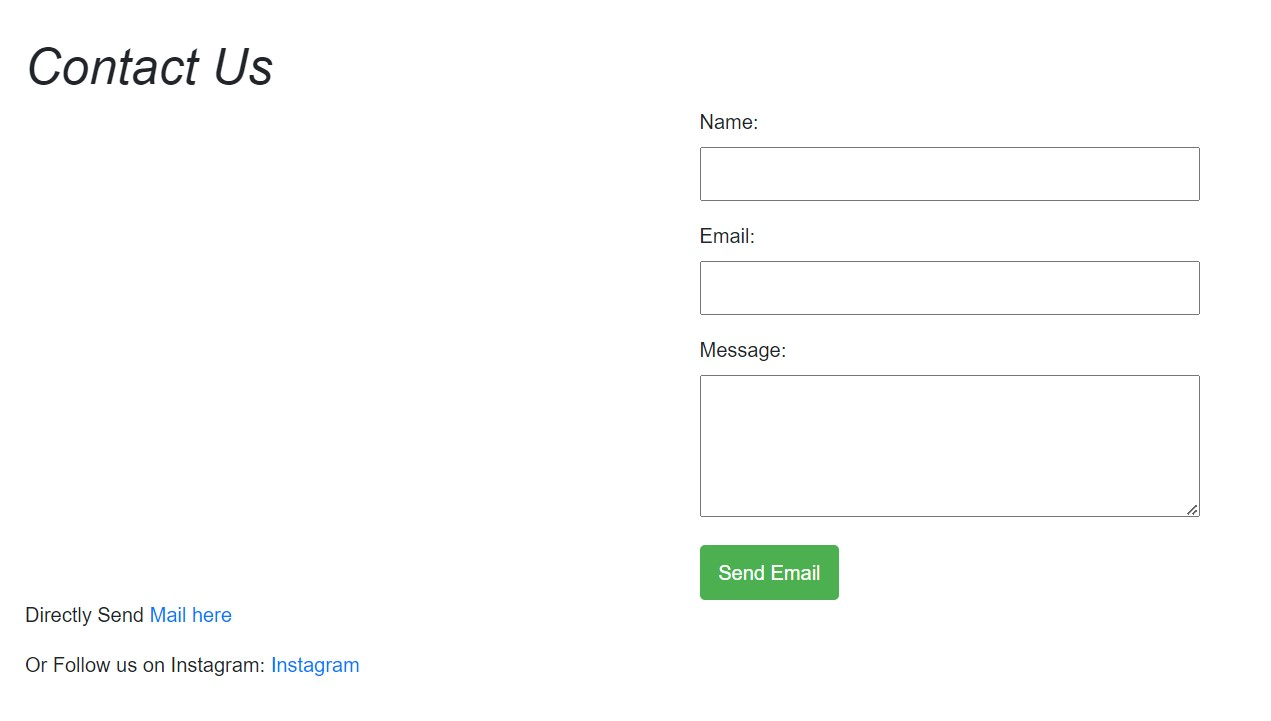 Contact Us
Name:
Email:
Message:
Send Email
Directly Send Mail here
Or Follow us on Instagram: Instagram